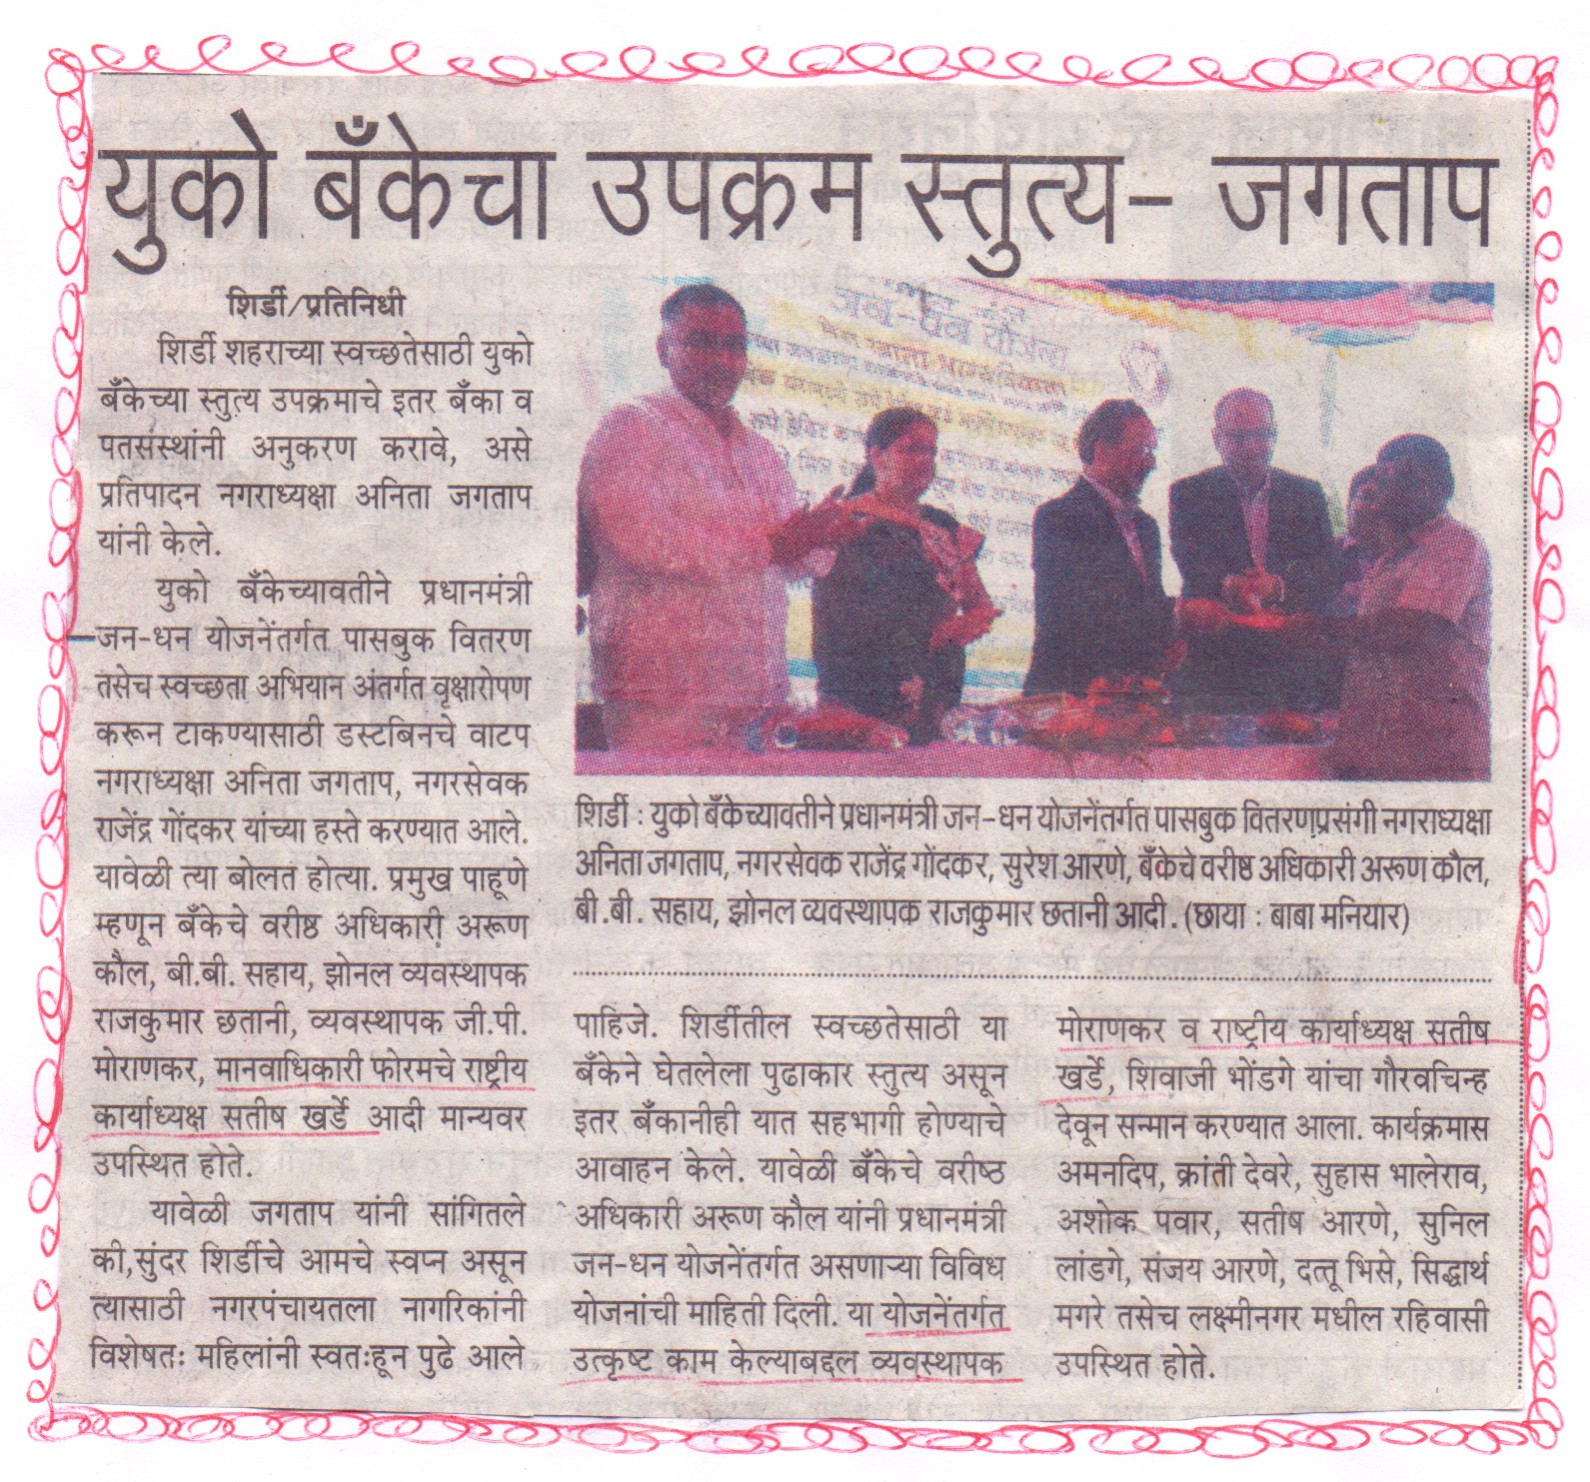 युको बँकेचा उपक्रम स्तुत्य- जगताप
शिर्डी/प्रतिनिधी
शिर्डी शहराच्या स्वच्छतेसाठी युको
बँकेच्या स्तुत्य उपक्रमाचे इतर बँका व
पतसंस्थांनी अनुकरण करावे, असे
प्रतिपादन नगराध्यक्षा अनिता जगताप
यांनी केले.
युको बँकेच्यावतीने प्रधानमंत्री
जन-धन योजनेंतर्गत पासबुक वितरण
तसेच स्वच्छता अभियान अंतर्गत वृक्षारोपण
करून टाकण्यासाठी डस्टबिनचे वाटप
नगराध्यक्षा अनिता जगताप, नगरसेवक
राजेंद्र गोंदकर यांच्या हस्ते करण्यात आले.
यावेळी त्या बोलत होत्या. प्रमुख पाहूणे
म्हणून बँकेचे वरीष्ठ अधिकारी अरूण
कौल, बी.बी. सहाय, झोनल व्यवस्थापक
राजकुमार छतानी, व्यवस्थापक जी.पी.
मोराणकर, मानवाधिकारी फोरमचे राष्ट्रीय
कार्याध्यक्ष सतीष खर्डे आदी मान्यवर
उपस्थित होते.
यावेळी जगताप यांनी सांगितले
की,सुंदर शिर्डीचे आमचे स्वप्न असून
त्यासाठी नगरपंचायतला नागरिकांनी
विशेषतः महिलांनी स्वतःहून पुढे आले
जन-धन योजना
शिर्डी : युको बँकेच्यावतीने प्रधानमंत्री जन-धन योजनेंतर्गत पासबुक वितरणप्रसंगी नगराध्यक्षा
अनिता जगताप, नगरसेवक राजेंद्र गोंदकर, सुरेश आरणे, बँकेचे वरीष्ठ अधिकारी अरूण कौल,
बी.बी. सहाय, झोनल व्यवस्थापक राजकुमार छतानी आदी. (छाया : बाबा मनियार)
पाहिजे. शिर्डीतील स्वच्छतेसाठी या
बँकेने घेतलेला पुढाकार स्तुत्य असून
इतर बँकानीही यात सहभागी होण्याचे
आवाहन केले. यावेळी बँकेचे वरीष्ठ
अधिकारी अरूण कौल यांनी प्रधानमंत्री
जन-धन योजनेंतर्गत असणाऱ्या विविध
योजनांची माहिती दिली. या योजनेंतर्गत
उत्कृष्ट काम केल्याबद्दल व्यवस्थापक
मोराणकर व राष्ट्रीय कार्याध्यक्ष सतीष
खर्डे, शिवाजी भोंडगे यांचा गौरवचिन्ह
देवून सन्मान करण्यात आला. कार्यक्रमास
अमनदिप, क्रांती देवरे, सुहास भालेराव,
अशोक पवार, सतीष आरणे, सुनिल
लांडगे, संजय आरणे, दत्तू भिसे, सिद्धार्थ
मगरे तसेच लक्ष्मीनगर मधील रहिवासी
उपस्थित होते.